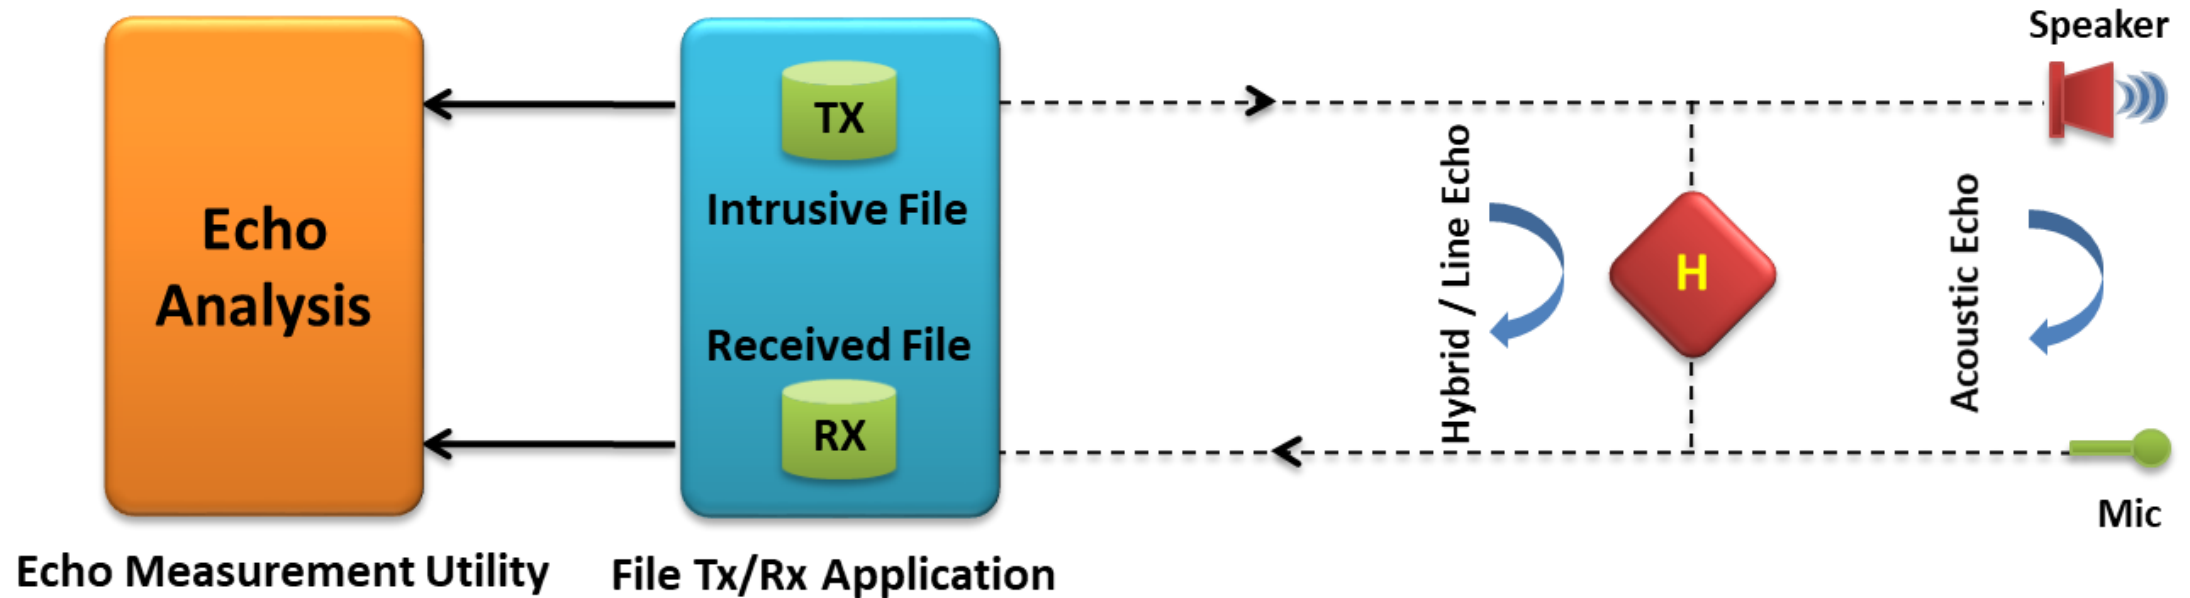 Speaker
TX
Intrusive File
Hybrid / Line Echo
Acoustic Echo
Echo
Analysis
H
Received File
RX
Mic
Echo Measurement Utility
File Tx/Rx Application